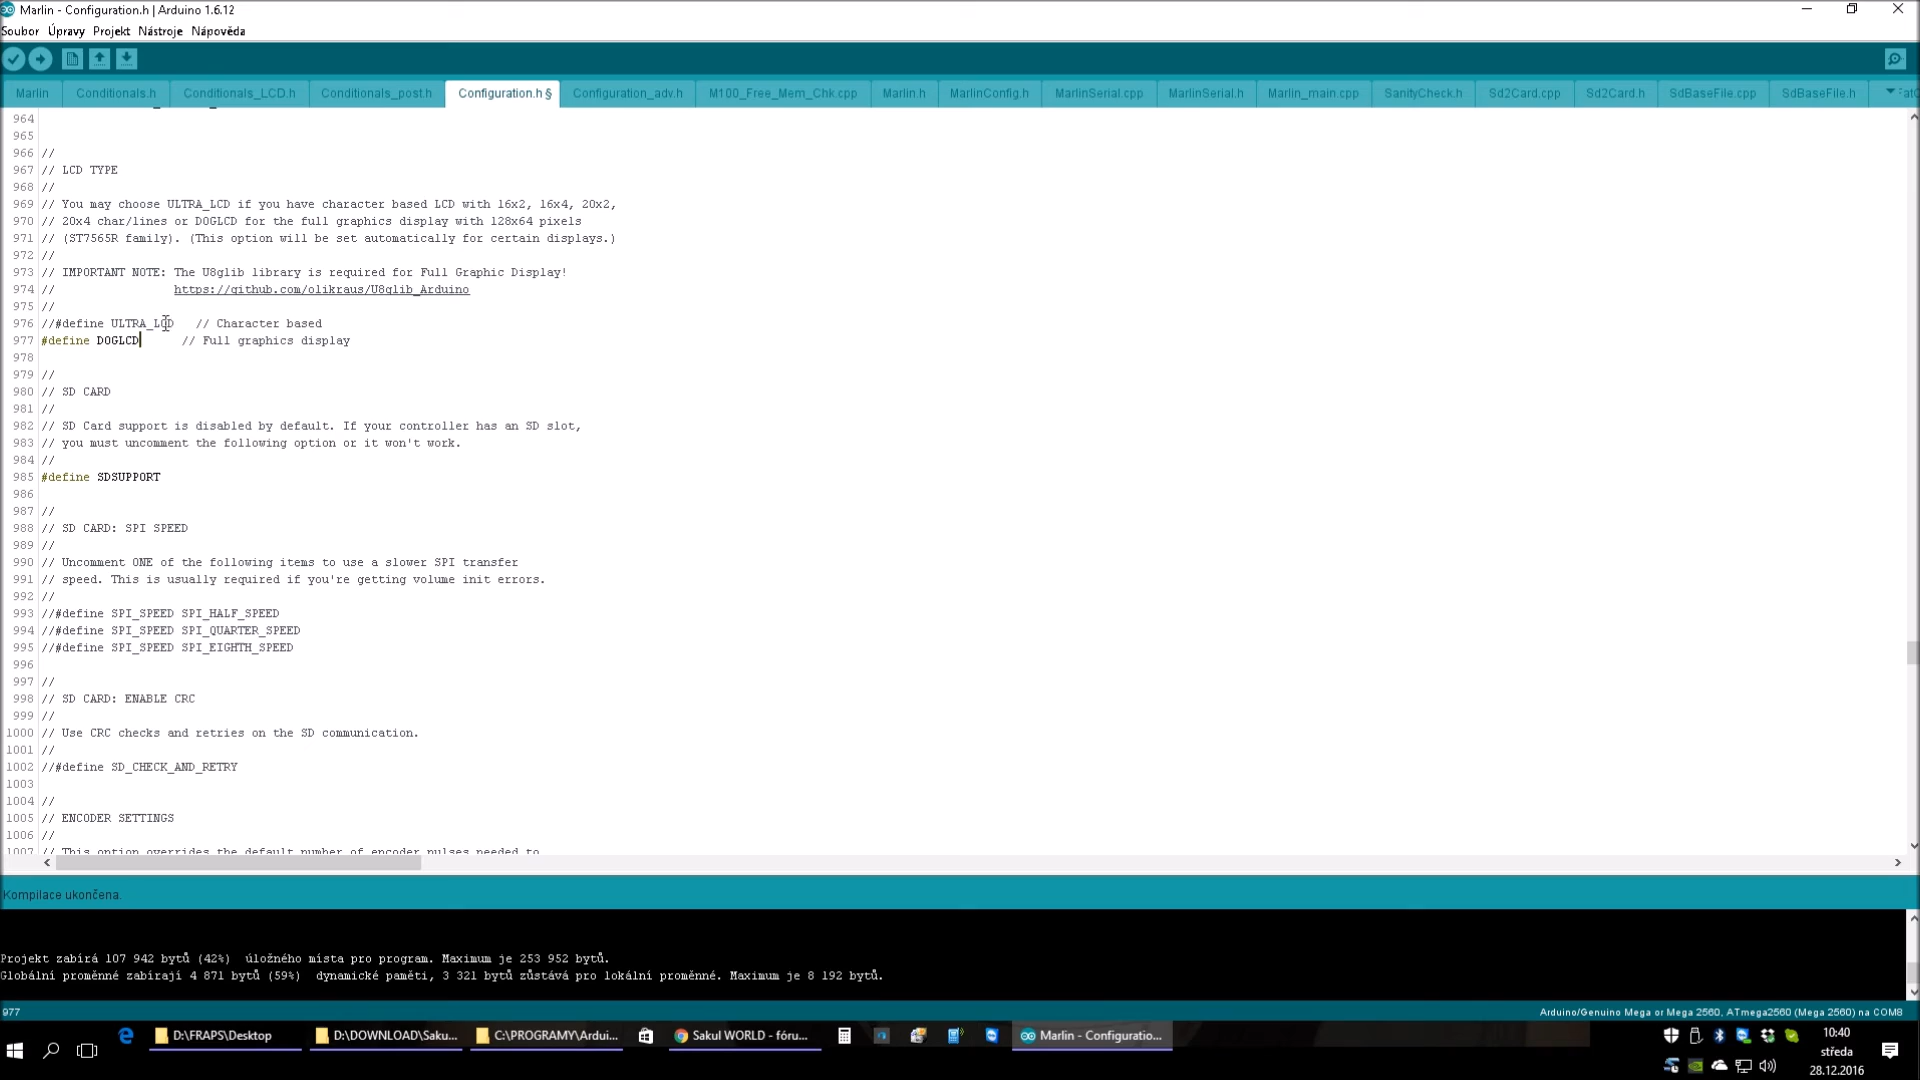 Marlin - Configuration.h | Arduino 1.6.12
Soubor Úpravy Projekt Nástroje Nápověda
Marlin Conditionals.h Conditionals_LCD.h Conditionals_post.h Configuration.h § Configuration_adv.h M100_Free_Mem_Chk.cpp Marlin.h MarlinConfig.h MarlinSerial.cpp MarlinSerial.h Marlin_main.cpp SanityCheck.h Sd2Card.cpp Sd2Card.h SdBaseFile.cpp SdBaseFile.h
964
965
966 //
967 // LCD TYPE
968 //
969 // You may choose ULTRA_LCD if you have character based LCD with 16x2, 16x4, 20x2,
970 // 20x4 char/lines or DOGLCD for the full graphics display with 128x64 pixels
971 // (ST7565R family). (This option will be set automatically for certain displays.)
972 //
973 // IMPORTANT NOTE: The U8glib library is required for Full Graphic Display!
974 // https://github.com/olikraus/U8glib_Arduino
975 //
976 //#define ULTRA_LCD // Character based
977 #define DOGLCD // Full graphics display
978
979 //
980 // SD CARD
981 //
982 // SD Card support is disabled by default. If your controller has an SD slot,
983 // you must uncomment the following option or it won't work.
984 //
985 #define SDSUPPORT
986
987 //
988 // SD CARD: SPI SPEED
989 //
990 // Uncomment ONE of the following items to use a slower SPI transfer
991 // speed. This is usually required if you're getting volume init errors.
992 //
993 //#define SPI_SPEED SPI_HALF_SPEED
994 //#define SPI_SPEED SPI_QUARTER_SPEED
995 //#define SPI_SPEED SPI_EIGHTH_SPEED
996
997 //
998 // SD CARD: ENABLE CRC
999 //
1000 // Use CRC checks and retries on the SD communication.
1001 //
1002 //#define SD_CHECK_AND_RETRY
1003
1004 //
1005 // ENCODER SETTINGS
1006 //
1007 // This option overrides the default number of encoder pulses needed to
Kompilace ukončena.
Projekt zabírá 107 942 bytů (42%) úložného místa pro program. Maximum je 253 952 bytů.
Globální proměnné zabírají 4 871 bytů (59%) dynamické paměti, 3 321 bytů zůstává pro lokální proměnné. Maximum je 8 192 bytů.
977 Arduino/Genuino Mega or Mega 2560, ATmega2560 (Mega 2560) na COM8
D:\FRAPS\Desktop D:\DOWNLOAD\Saku... C:\PROGRAMY\Ardui... Sakul WORLD - fóru... Marlin - Configuratio...
10:40
středa
28.12.2016